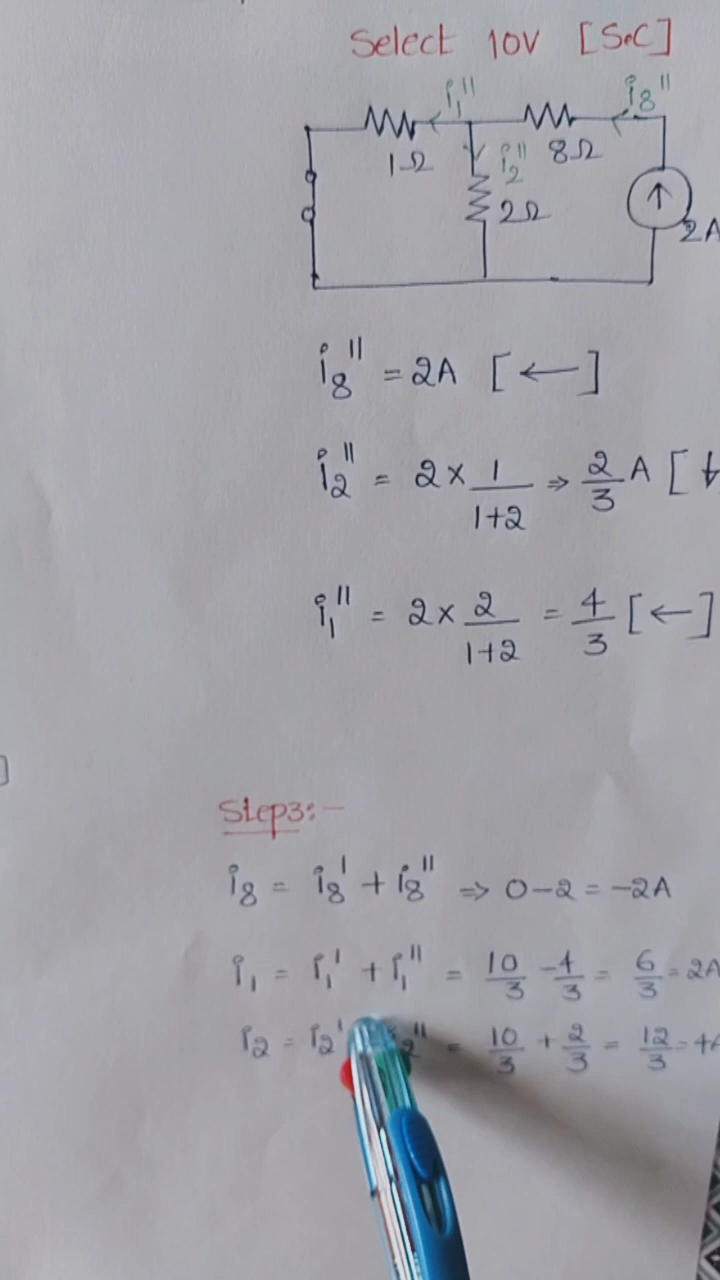 Select 10V [S.C]
i₁'' i₈''
1Ω i₂'' 8Ω
2Ω 2A
i₈'' = 2A [←]
i₂'' = 2 × 1/(1+2) ⇒ 2/3 A [↓
i₁'' = 2 × 2/(1+2) = 4/3 [←]
]
Step3:-
i₈ = i₈' + i₈'' ⇒ 0-2 = -2A
i₁ = i₁' + i₁'' = 10/3 - 4/3 = 6/3 = 2A
i₂ = i₂' ₂'' = 10/3 + 2/3 = 12/3 = 4A